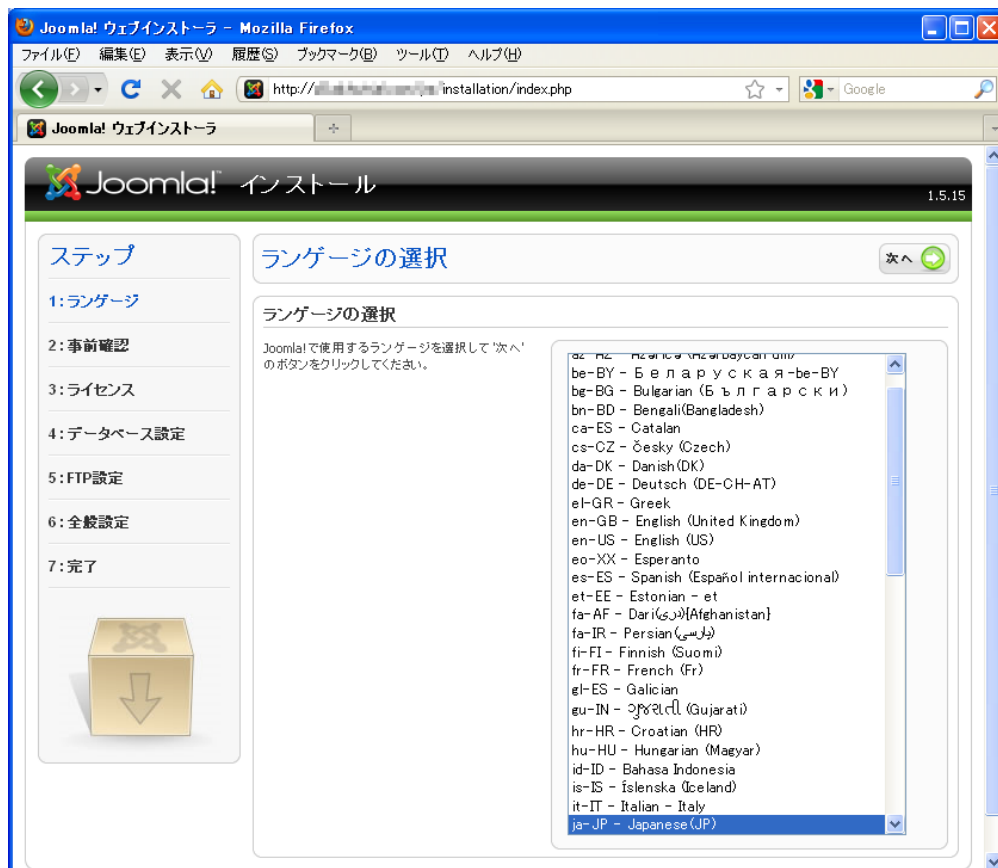 Joomla! ウェブインストーラ - Mozilla Firefox
ファイル(F) 編集(E) 表示(V) 履歴(S) ブックマーク(B) ツール(T) ヘルプ(H)
http:// installation/index.php
Google
Joomla! ウェブインストーラ
Joomla! インストール
1.5.15
ステップ
1:ランゲージ
2:事前確認
3:ライセンス
4:データベース設定
5:FTP設定
6:全般設定
7:完了
ランゲージの選択
次へ
ランゲージの選択
Joomla!で使用するランゲージを選択して'次へ'
のボタンをクリックしてください。
be-BY - Беларуская-be-BY
bg-BG - Bulgarian (Български)
bn-BD - Bengali(Bangladesh)
ca-ES - Catalan
cs-CZ - Česky (Czech)
da-DK - Danish(DK)
de-DE - Deutsch (DE-CH-AT)
el-GR - Greek
en-GB - English (United Kingdom)
en-US - English (US)
eo-XX - Esperanto
es-ES - Spanish (Español internacional)
et-EE - Estonian - et
fa-AF - Dari(دری)[Afghanistan}
fa-IR - Persian(پارسی)
fi-FI - Finnish (Suomi)
fr-FR - French (Fr)
gl-ES - Galician
gu-IN - ગુજરાતી (Gujarati)
hr-HR - Croatian (HR)
hu-HU - Hungarian (Magyar)
id-ID - Bahasa Indonesia
is-IS - Íslenska (Iceland)
it-IT - Italian - Italy
ja-JP - Japanese(JP)